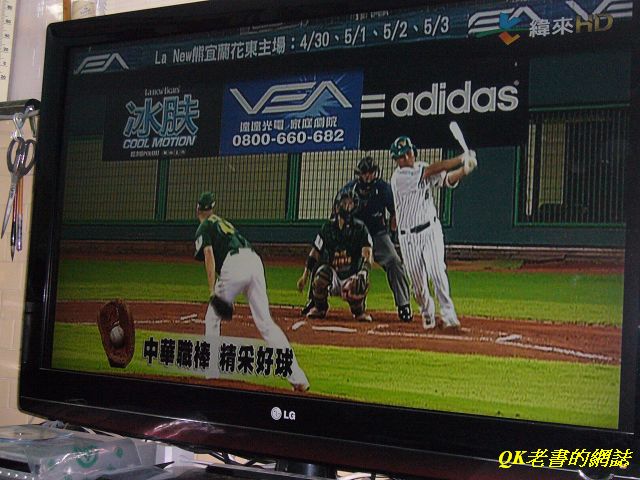 La New熊宜蘭花東主場：4/30、5/1、5/2、5/3
緯來HD
冰肤
COOL MOTION
VEA
遠遠光電 家庭劇院
0800-660-682
adidas
中華職棒 精采好球
LG
QK老書的網誌